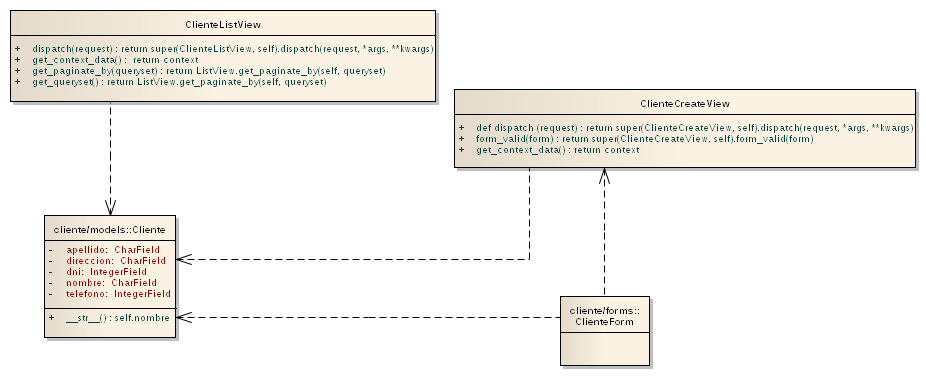 ClienteListView
+ dispatch(request) : return super(ClienteListView, self).dispatch(request, *args, **kwargs)
+ get_context_data() : return context
+ get_paginate_by(queryset) : return ListView.get_paginate_by(self, queryset)
+ get_queryset() : return ListView.get_paginate_by(self, queryset)
ClienteCreateView
+ def dispatch (request) : return super(ClienteCreateView, self).dispatch(request, *args, **kwargs)
+ form_valid(form) : return super(ClienteCreateView, self).form_valid(form)
+ get_context_data() : return context
cliente/models::Cliente
- apellido: CharField
- direccion: CharField
- dni: IntegerField
- nombre: CharField
- telefono: IntegerField
+ __str__() : self.nombre
cliente/forms::
ClienteForm